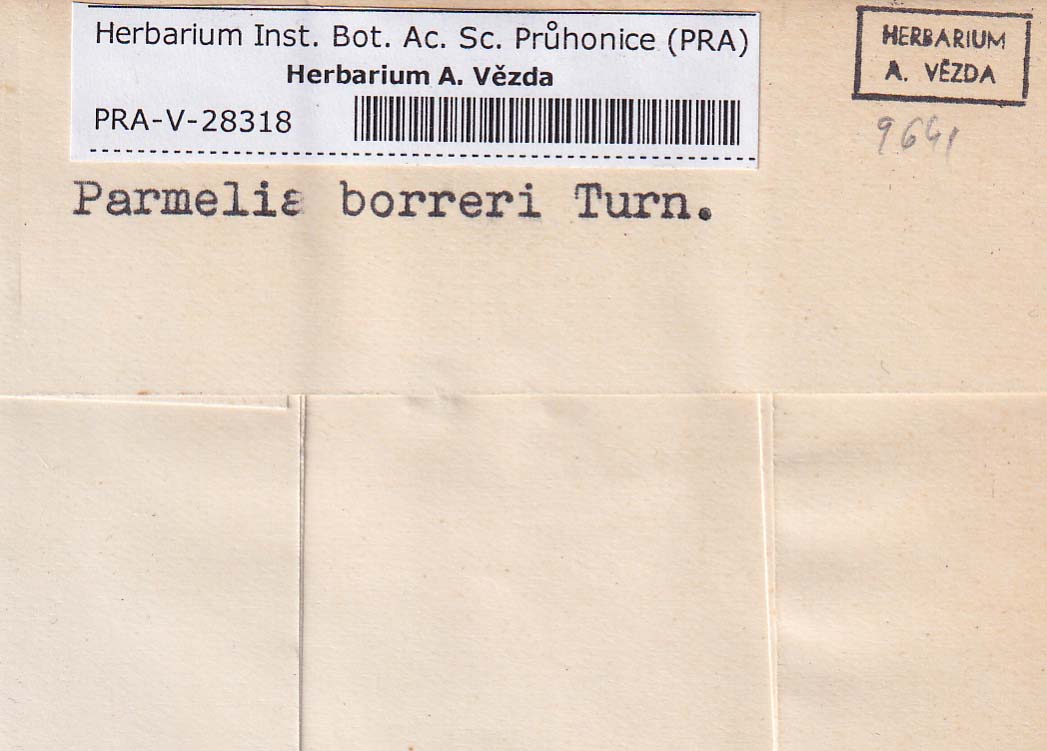 Herbarium Inst. Bot. Ac. Sc. Průhonice (PRA)
Herbarium A. Vězda
PRA-V-28318
HERBARIUM
A. VĚZDA
9641
Parmelia borreri Turn.